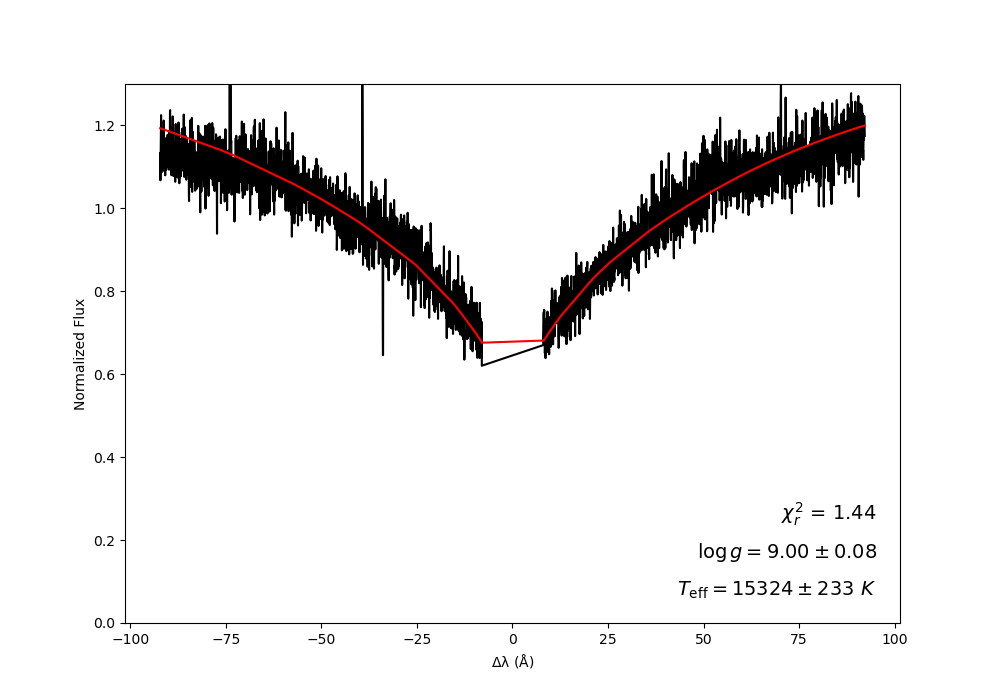 1.2
1.0
0.8
0.6
0.4
0.2
0.0
Normalized Flux
χ²ᵣ = 1.44
log g = 9.00 ± 0.08
T_eff = 15324 ± 233 K
−100 −75 −50 −25 0 25 50 75 100
Δλ (Å)